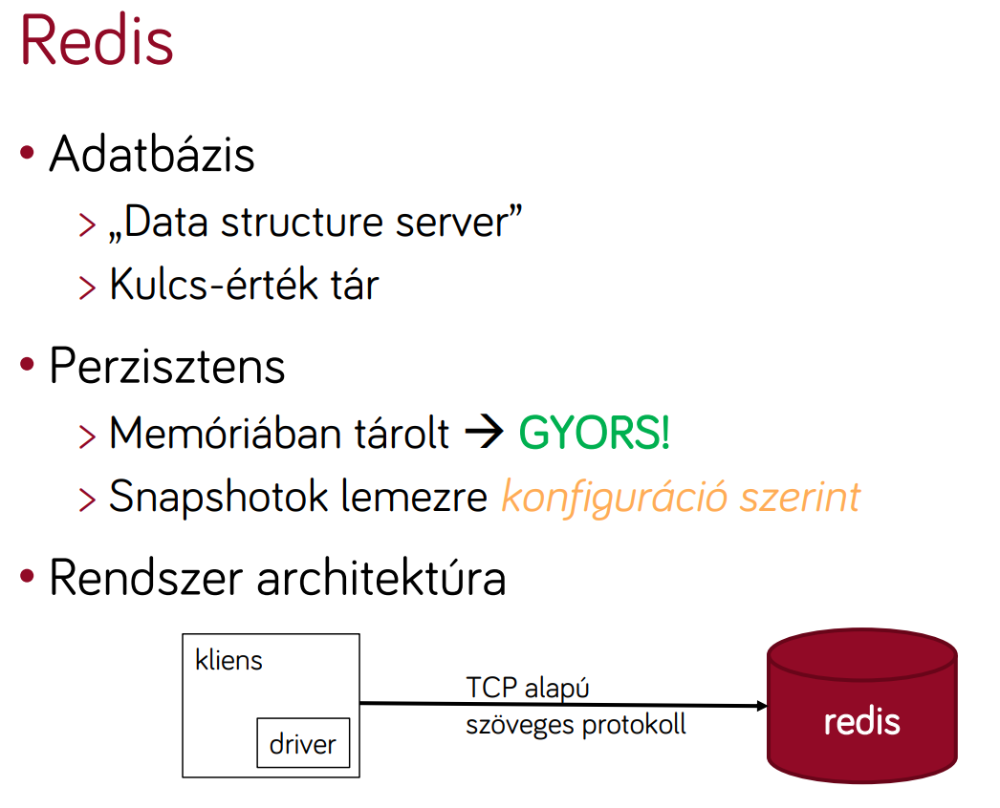 Redis
• Adatbázis
> „Data structure server”
> Kulcs-érték tár
• Perzisztens
> Memóriában tárolt → GYORS!
> Snapshotok lemezre konfiguráció szerint
• Rendszer architektúra
kliens
driver
TCP alapú
szöveges protokoll
redis